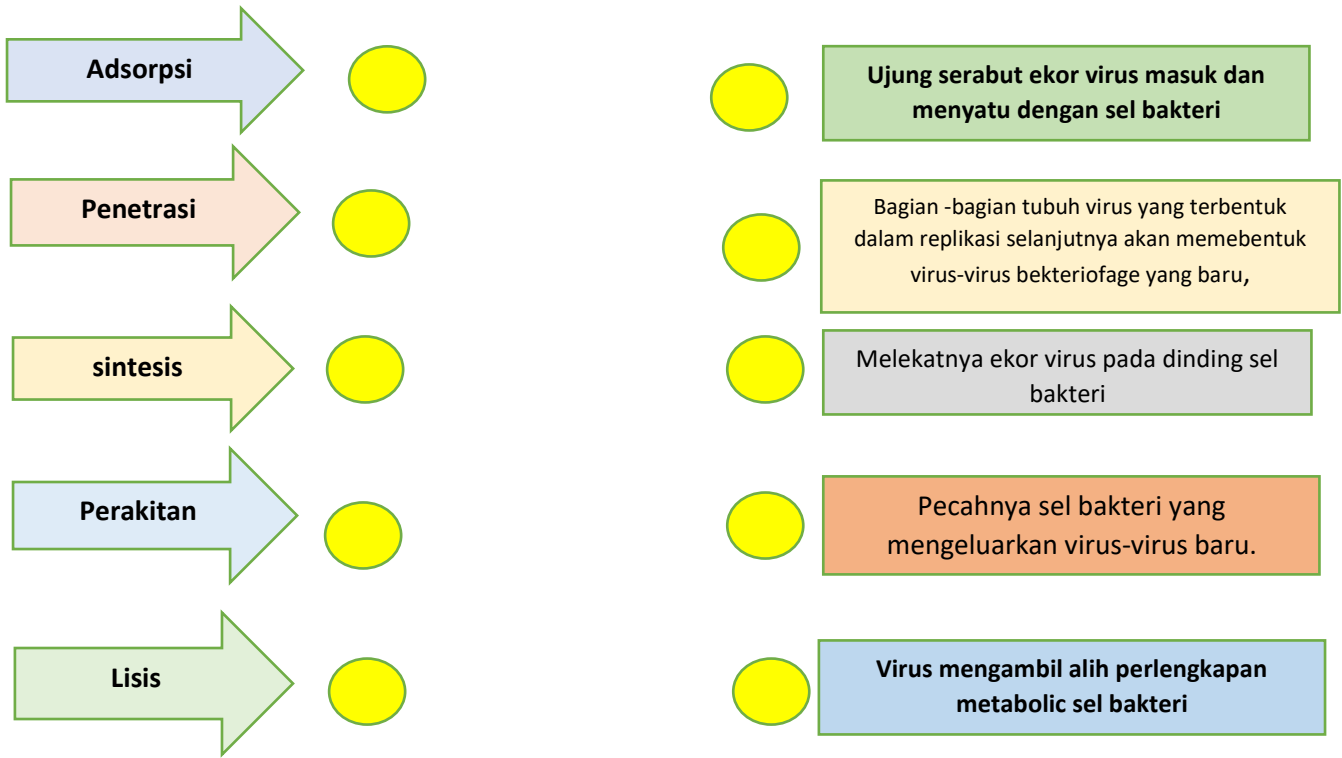 Adsorpsi
Ujung serabut ekor virus masuk dan
menyatu dengan sel bakteri
Penetrasi
Bagian -bagian tubuh virus yang terbentuk
dalam replikasi selanjutnya akan memebentuk
virus-virus bekteriofage yang baru,
sintesis
Melekatnya ekor virus pada dinding sel
bakteri
Perakitan
Pecahnya sel bakteri yang
mengeluarkan virus-virus baru.
Lisis
Virus mengambil alih perlengkapan
metabolic sel bakteri